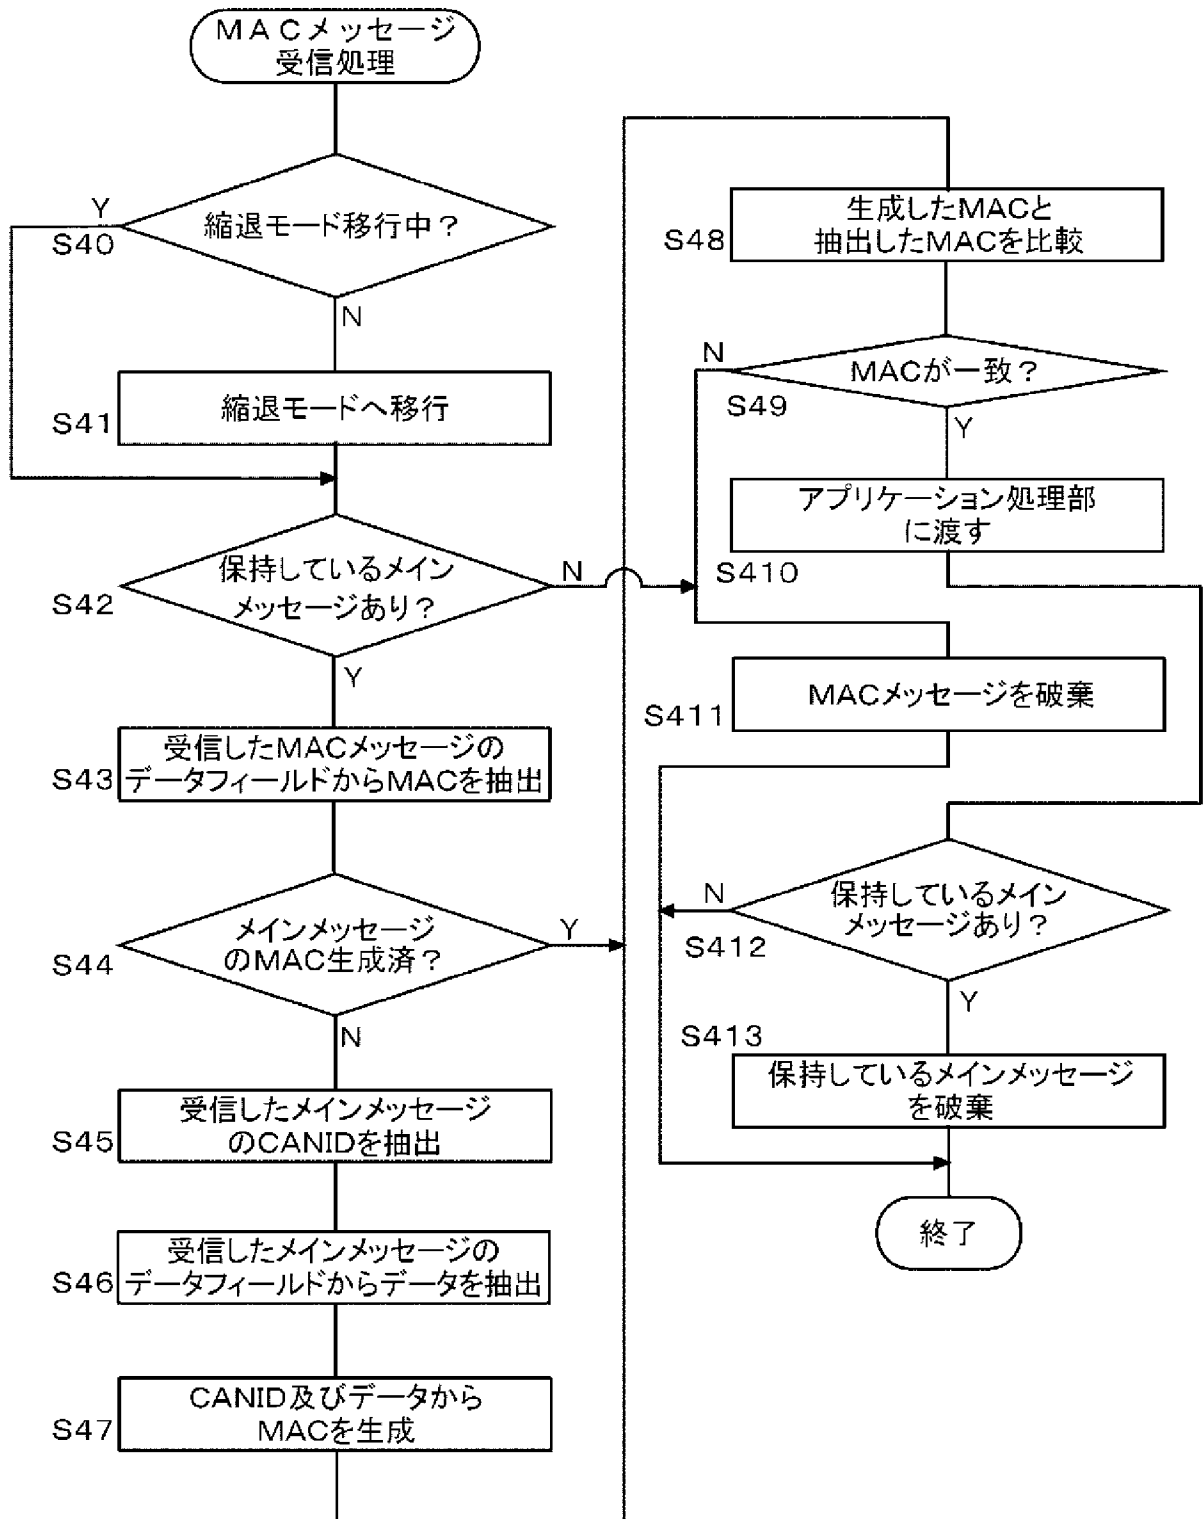 ＭＡＣメッセージ
受信処理
Y
S40
縮退モード移行中？
N
S41
縮退モードへ移行
S42
保持しているメイン
メッセージあり？
N
Y
S43
受信したMACメッセージの
データフィールドからMACを抽出
S44
メインメッセージ
のMAC生成済？
Y
N
S45
受信したメインメッセージ
のCANIDを抽出
S46
受信したメインメッセージの
データフィールドからデータを抽出
S47
CANID及びデータから
MACを生成
S48
生成したMACと
抽出したMACを比較
N
S49
MACが一致？
Y
アプリケーション処理部
に渡す
S410
S411
MACメッセージを破棄
N
S412
保持しているメイン
メッセージあり？
Y
S413
保持しているメインメッセージ
を破棄
終了